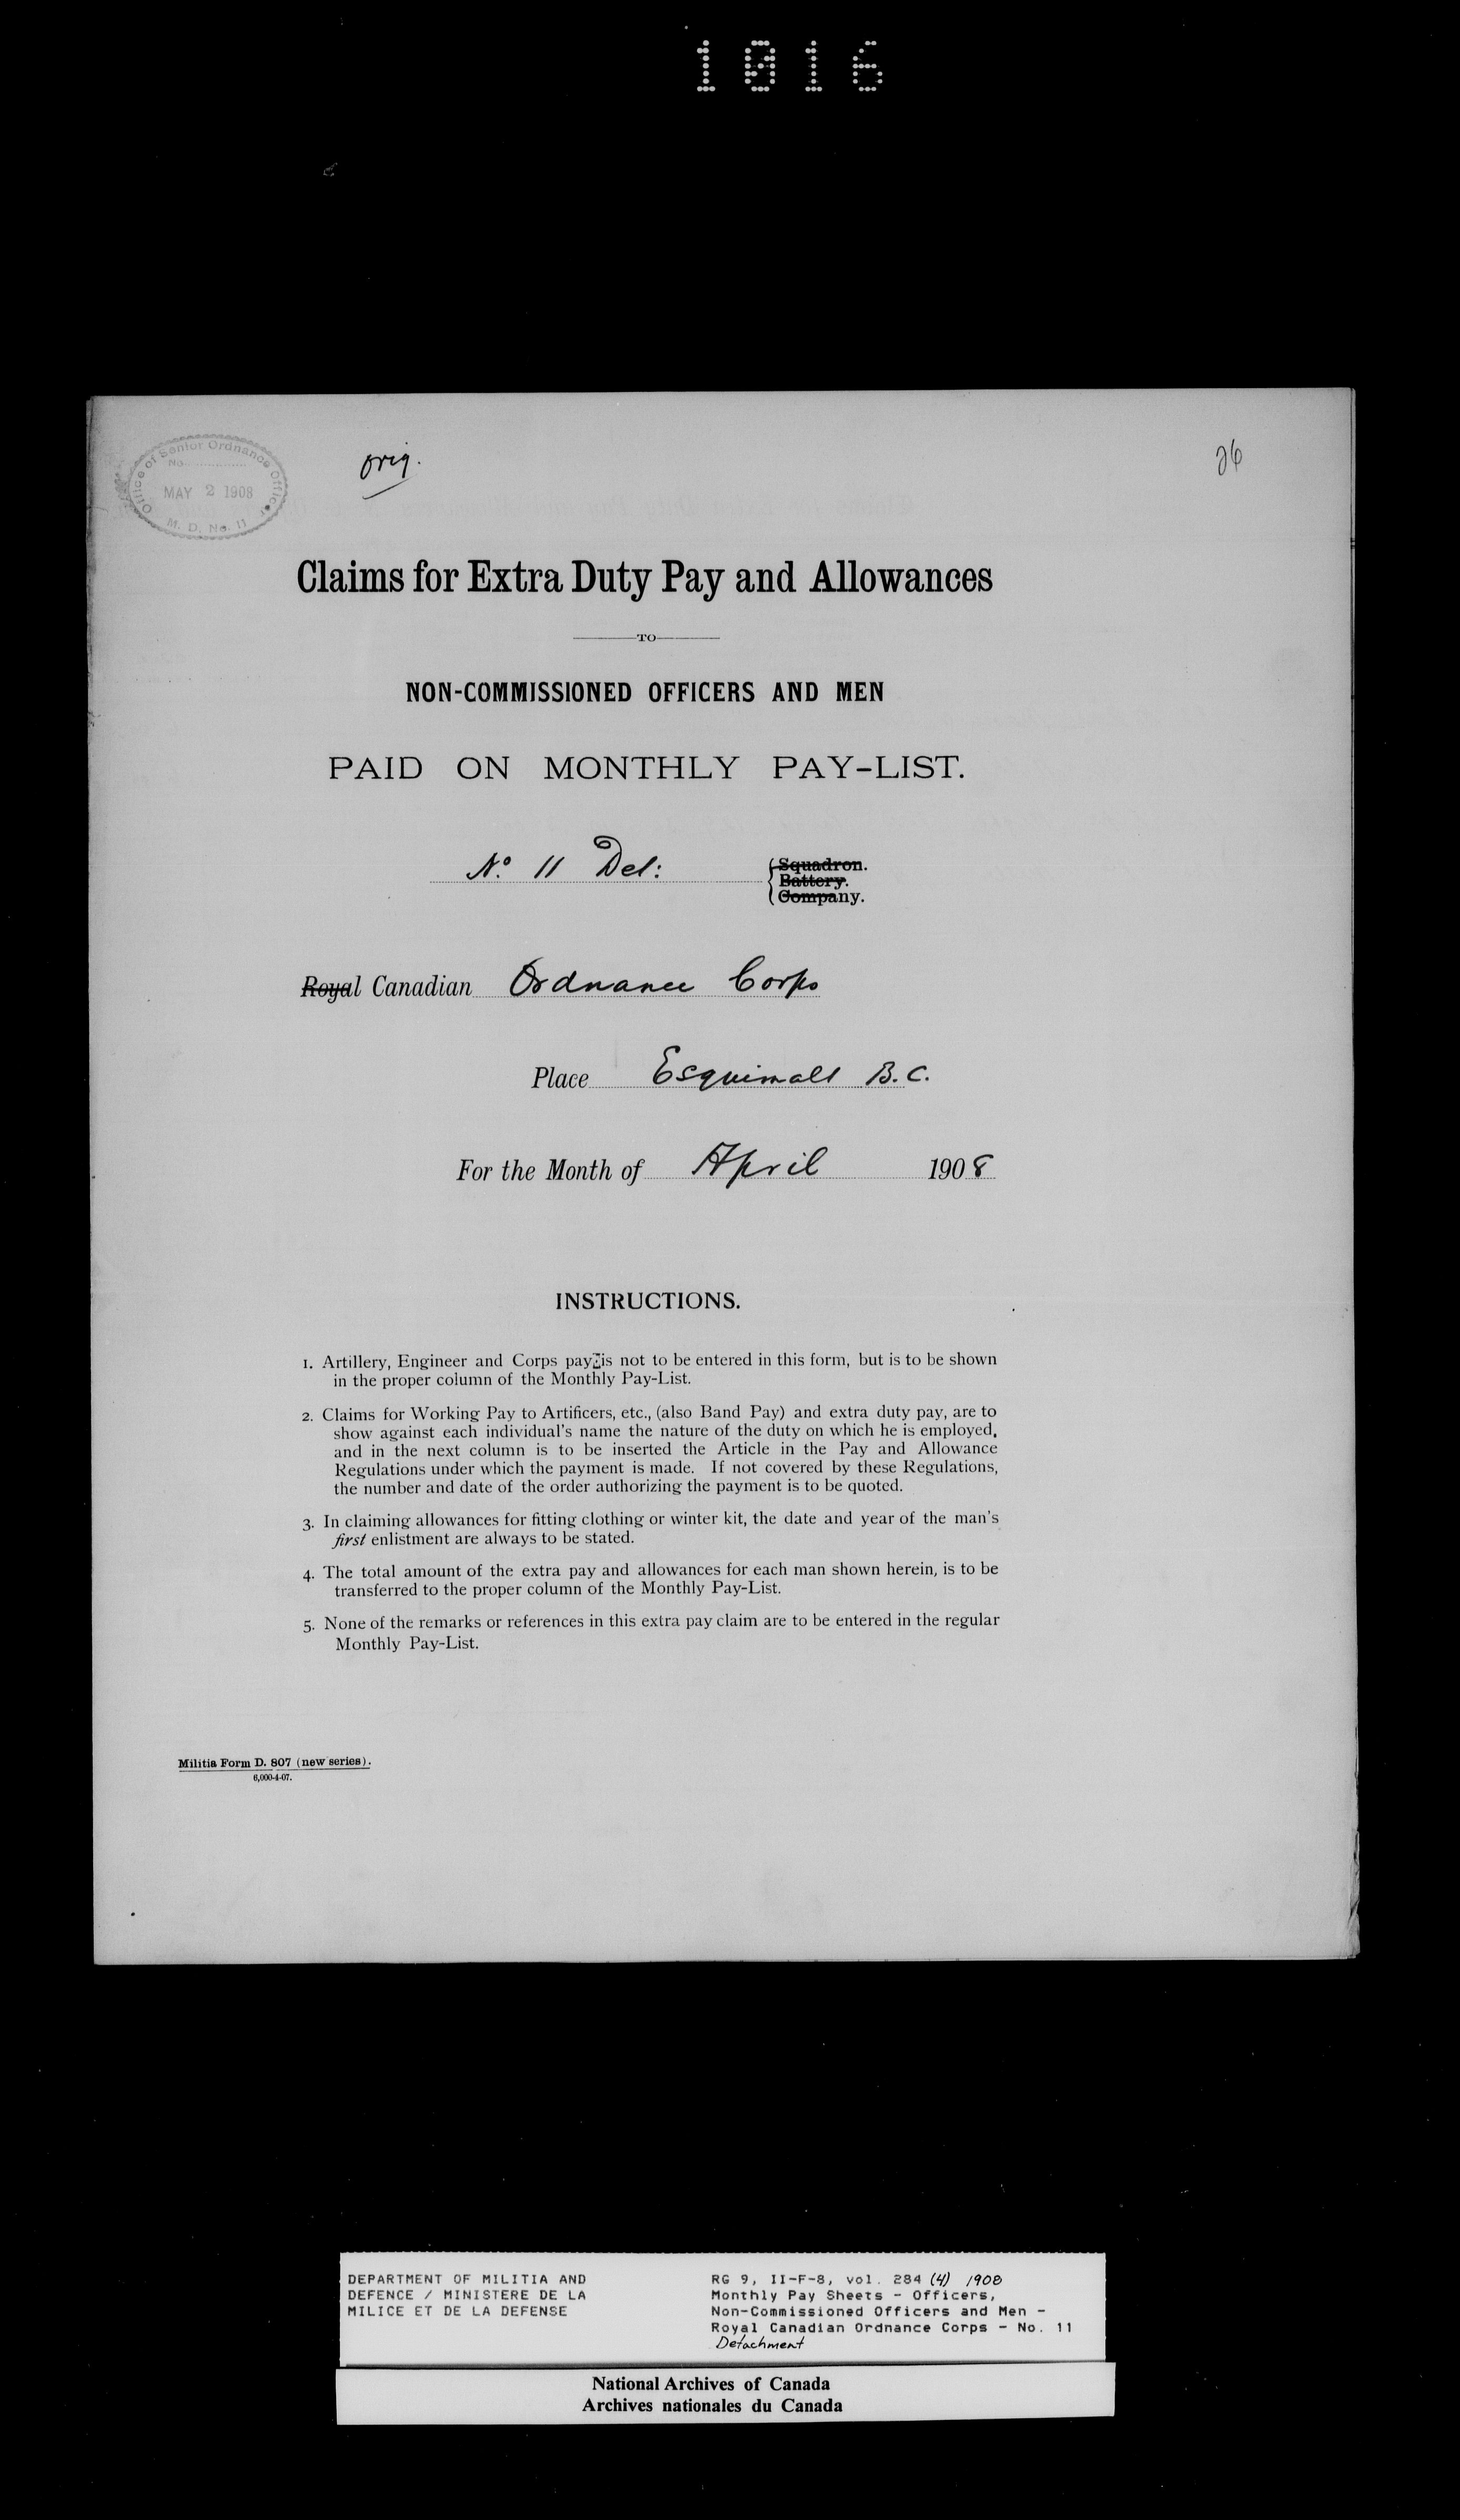 1016
Office of Senior Ordnance Officer
No.
MAY 2 1908
M. D. No. 11
orig.
26
Claims for Extra Duty Pay and Allowances
TO
NON-COMMISSIONED OFFICERS AND MEN
PAID ON MONTHLY PAY-LIST.
No. 11 Det: Squadron.
Battery.
Company.
Royal Canadian Ordnance Corps
Place Esquimalt B.C.
For the Month of April 1908
INSTRUCTIONS.
1. Artillery, Engineer and Corps pay is not to be entered in this form, but is to be shown
in the proper column of the Monthly Pay-List.
2. Claims for Working Pay to Artificers, etc., (also Band Pay) and extra duty pay, are to
show against each individual's name the nature of the duty on which he is employed,
and in the next column is to be inserted the Article in the Pay and Allowance
Regulations under which the payment is made. If not covered by these Regulations,
the number and date of the order authorizing the payment is to be quoted.
3. In claiming allowances for fitting clothing or winter kit, the date and year of the man's
first enlistment are always to be stated.
4. The total amount of the extra pay and allowances for each man shown herein, is to be
transferred to the proper column of the Monthly Pay-List.
5. None of the remarks or references in this extra pay claim are to be entered in the regular
Monthly Pay-List.
Militia Form D. 807 (new series).
6,000-4-07.
DEPARTMENT OF MILITIA AND
DEFENCE / MINISTERE DE LA
MILICE ET DE LA DEFENSE
RG 9, II-F-8, vol. 284 (4) 1908
Monthly Pay Sheets - Officers,
Non-Commissioned Officers and Men -
Royal Canadian Ordnance Corps - No. 11
Detachment
National Archives of Canada
Archives nationales du Canada